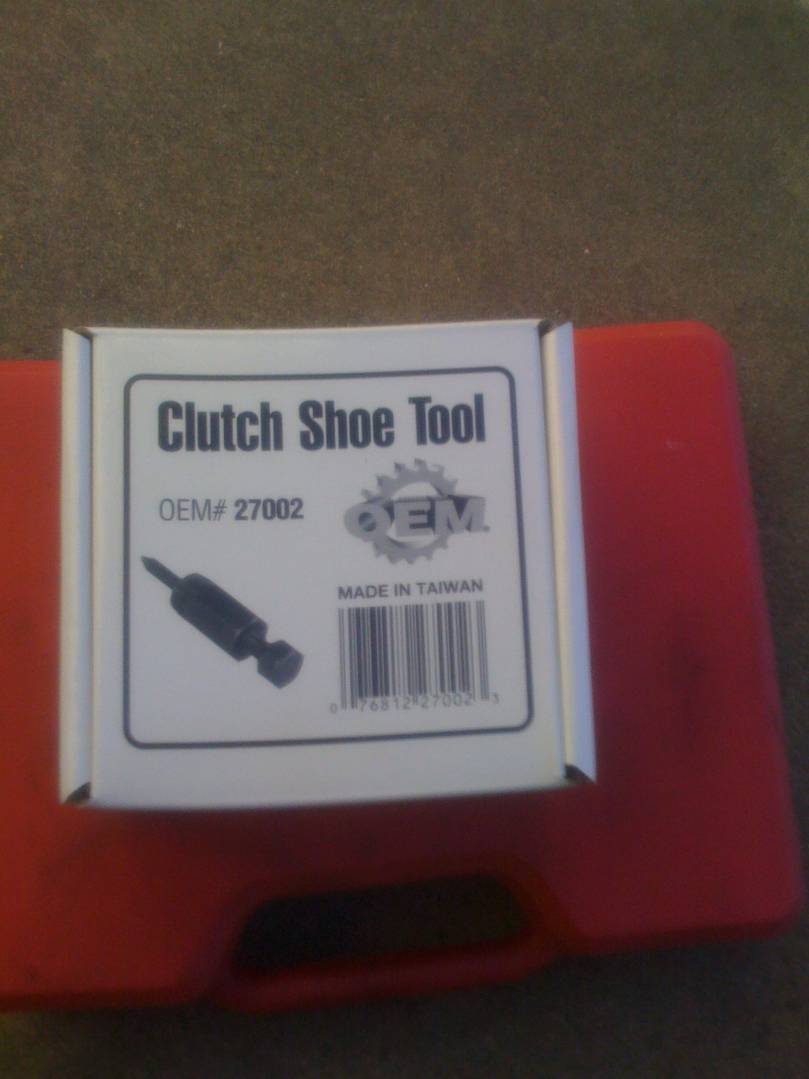 Clutch Shoe Tool
OEM# 27002
OEM
MADE IN TAIWAN
0 76812 27002 3